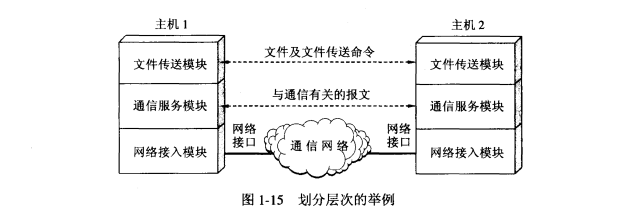 主机 1
主机 2
文件及文件传送命令
文件传送模块
文件传送模块
与通信有关的报文
通信服务模块
通信服务模块
网络
接口
通信网络
网络
接口
网络接入模块
网络接入模块
图 1-15 划分层次的举例